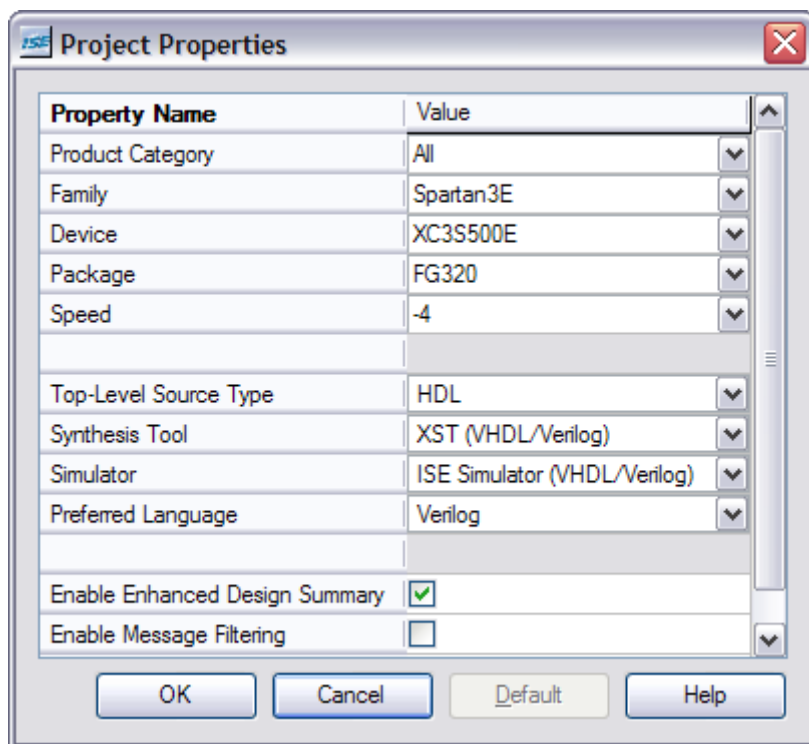 ISE Project Properties
Property Name Value
Product Category All
Family Spartan3E
Device XC3S500E
Package FG320
Speed -4
Top-Level Source Type HDL
Synthesis Tool XST (VHDL/Verilog)
Simulator ISE Simulator (VHDL/Verilog)
Preferred Language Verilog
Enable Enhanced Design Summary
Enable Message Filtering
OK Cancel Default Help